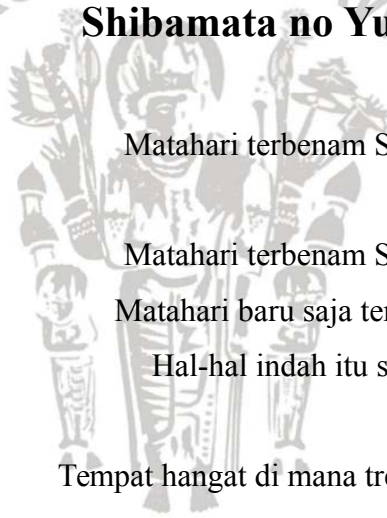 Shibamata no Yu
Matahari terbenam S
Matahari terbenam S
Matahari baru saja ter
Hal-hal indah itu s
Tempat hangat di mana tr